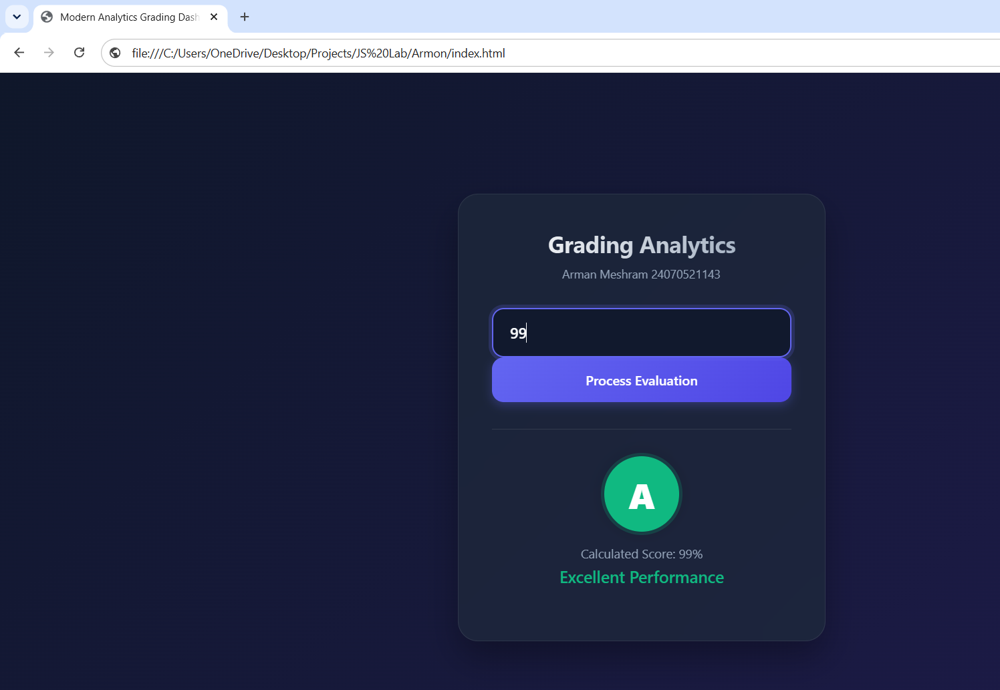 Modern Analytics Grading Dash
file:///C:/Users/OneDrive/Desktop/Projects/JS%20Lab/Armon/index.html
Grading Analytics
Arman Meshram 24070521143
99
Process Evaluation
A
Calculated Score: 99%
Excellent Performance